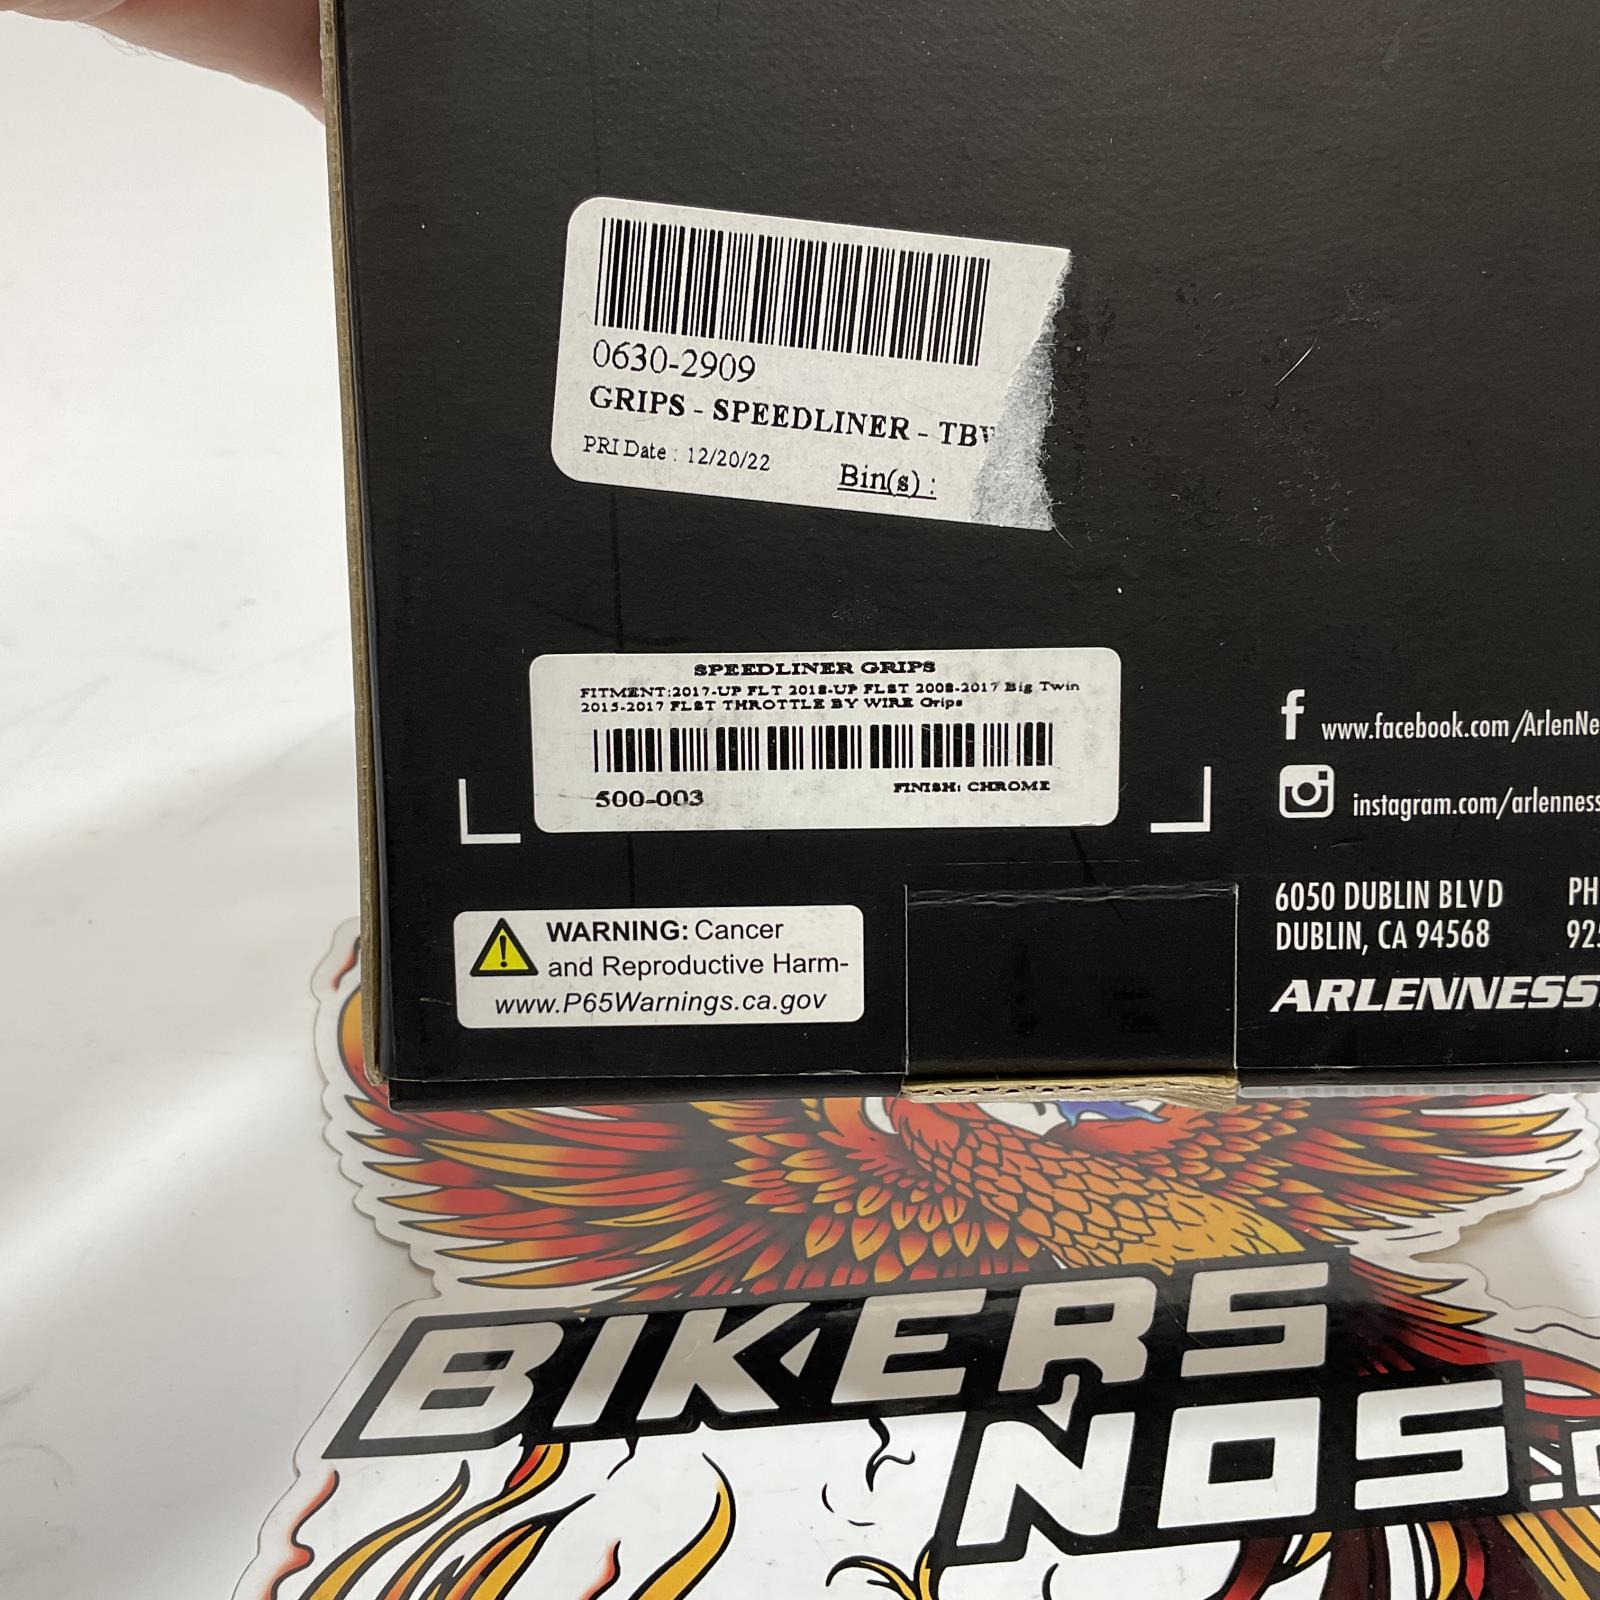 0630-2909
GRIPS - SPEEDLINER -
PRI Date : 12/20/22
Bin(s) :
SPEEDLINER GRIPS
FITMENT:2017-UP FLT 2018-UP FLST 2008-2017 Big Twin
2015-2017 FLST THROTTLE BY WIRE Grips
500-003
FINISH: CHROME
WARNING: Cancer
and Reproductive Harm-
www.P65Warnings.ca.gov
f www.facebook.com/ArlenNe
instagram.com/arlenness
6050 DUBLIN BLVD PH
DUBLIN, CA 94568 925
ARLENNESS
BIKERS
NOS.